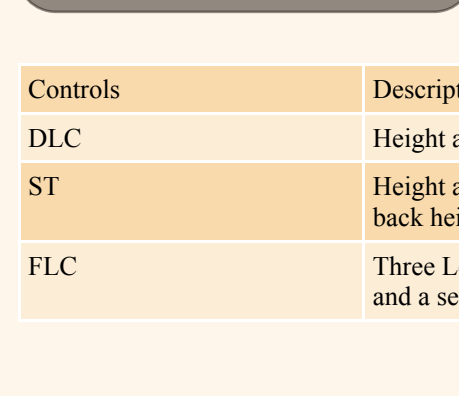 Controls Descript
DLC Height a
ST Height a
back hei
FLC Three L
and a se